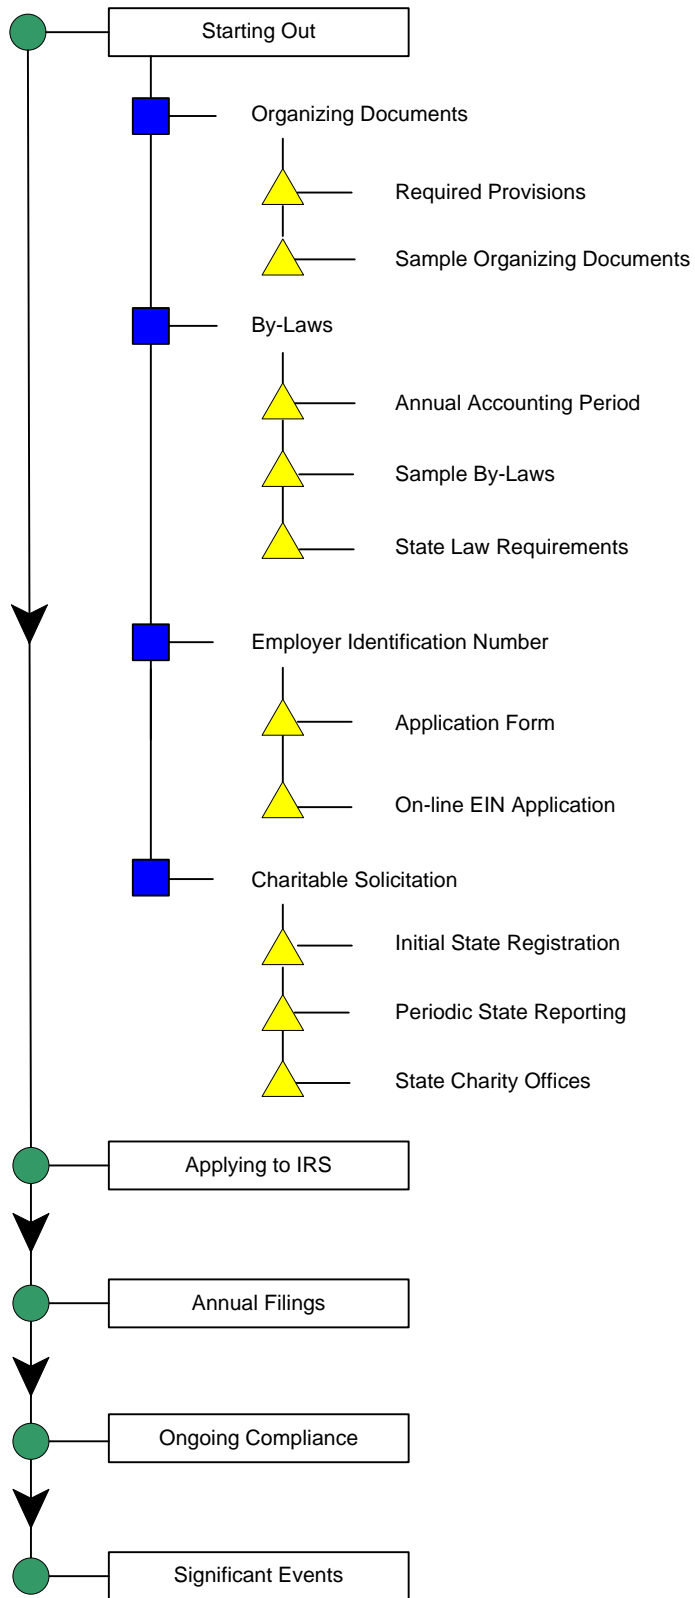 Starting Out
Organizing Documents
Required Provisions
Sample Organizing Documents
By-Laws
Annual Accounting Period
Sample By-Laws
State Law Requirements
Employer Identification Number
Application Form
On-line EIN Application
Charitable Solicitation
Initial State Registration
Periodic State Reporting
State Charity Offices
Applying to IRS
Annual Filings
Ongoing Compliance
Significant Events